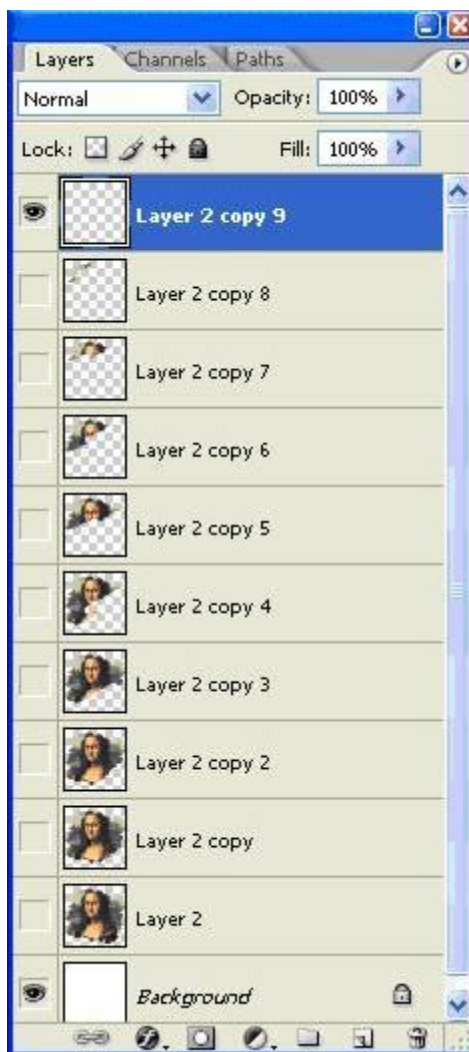 Layers Channels Paths
Normal Opacity: 100%
Lock: Fill: 100%
Layer 2 copy 9
Layer 2 copy 8
Layer 2 copy 7
Layer 2 copy 6
Layer 2 copy 5
Layer 2 copy 4
Layer 2 copy 3
Layer 2 copy 2
Layer 2 copy
Layer 2
Background